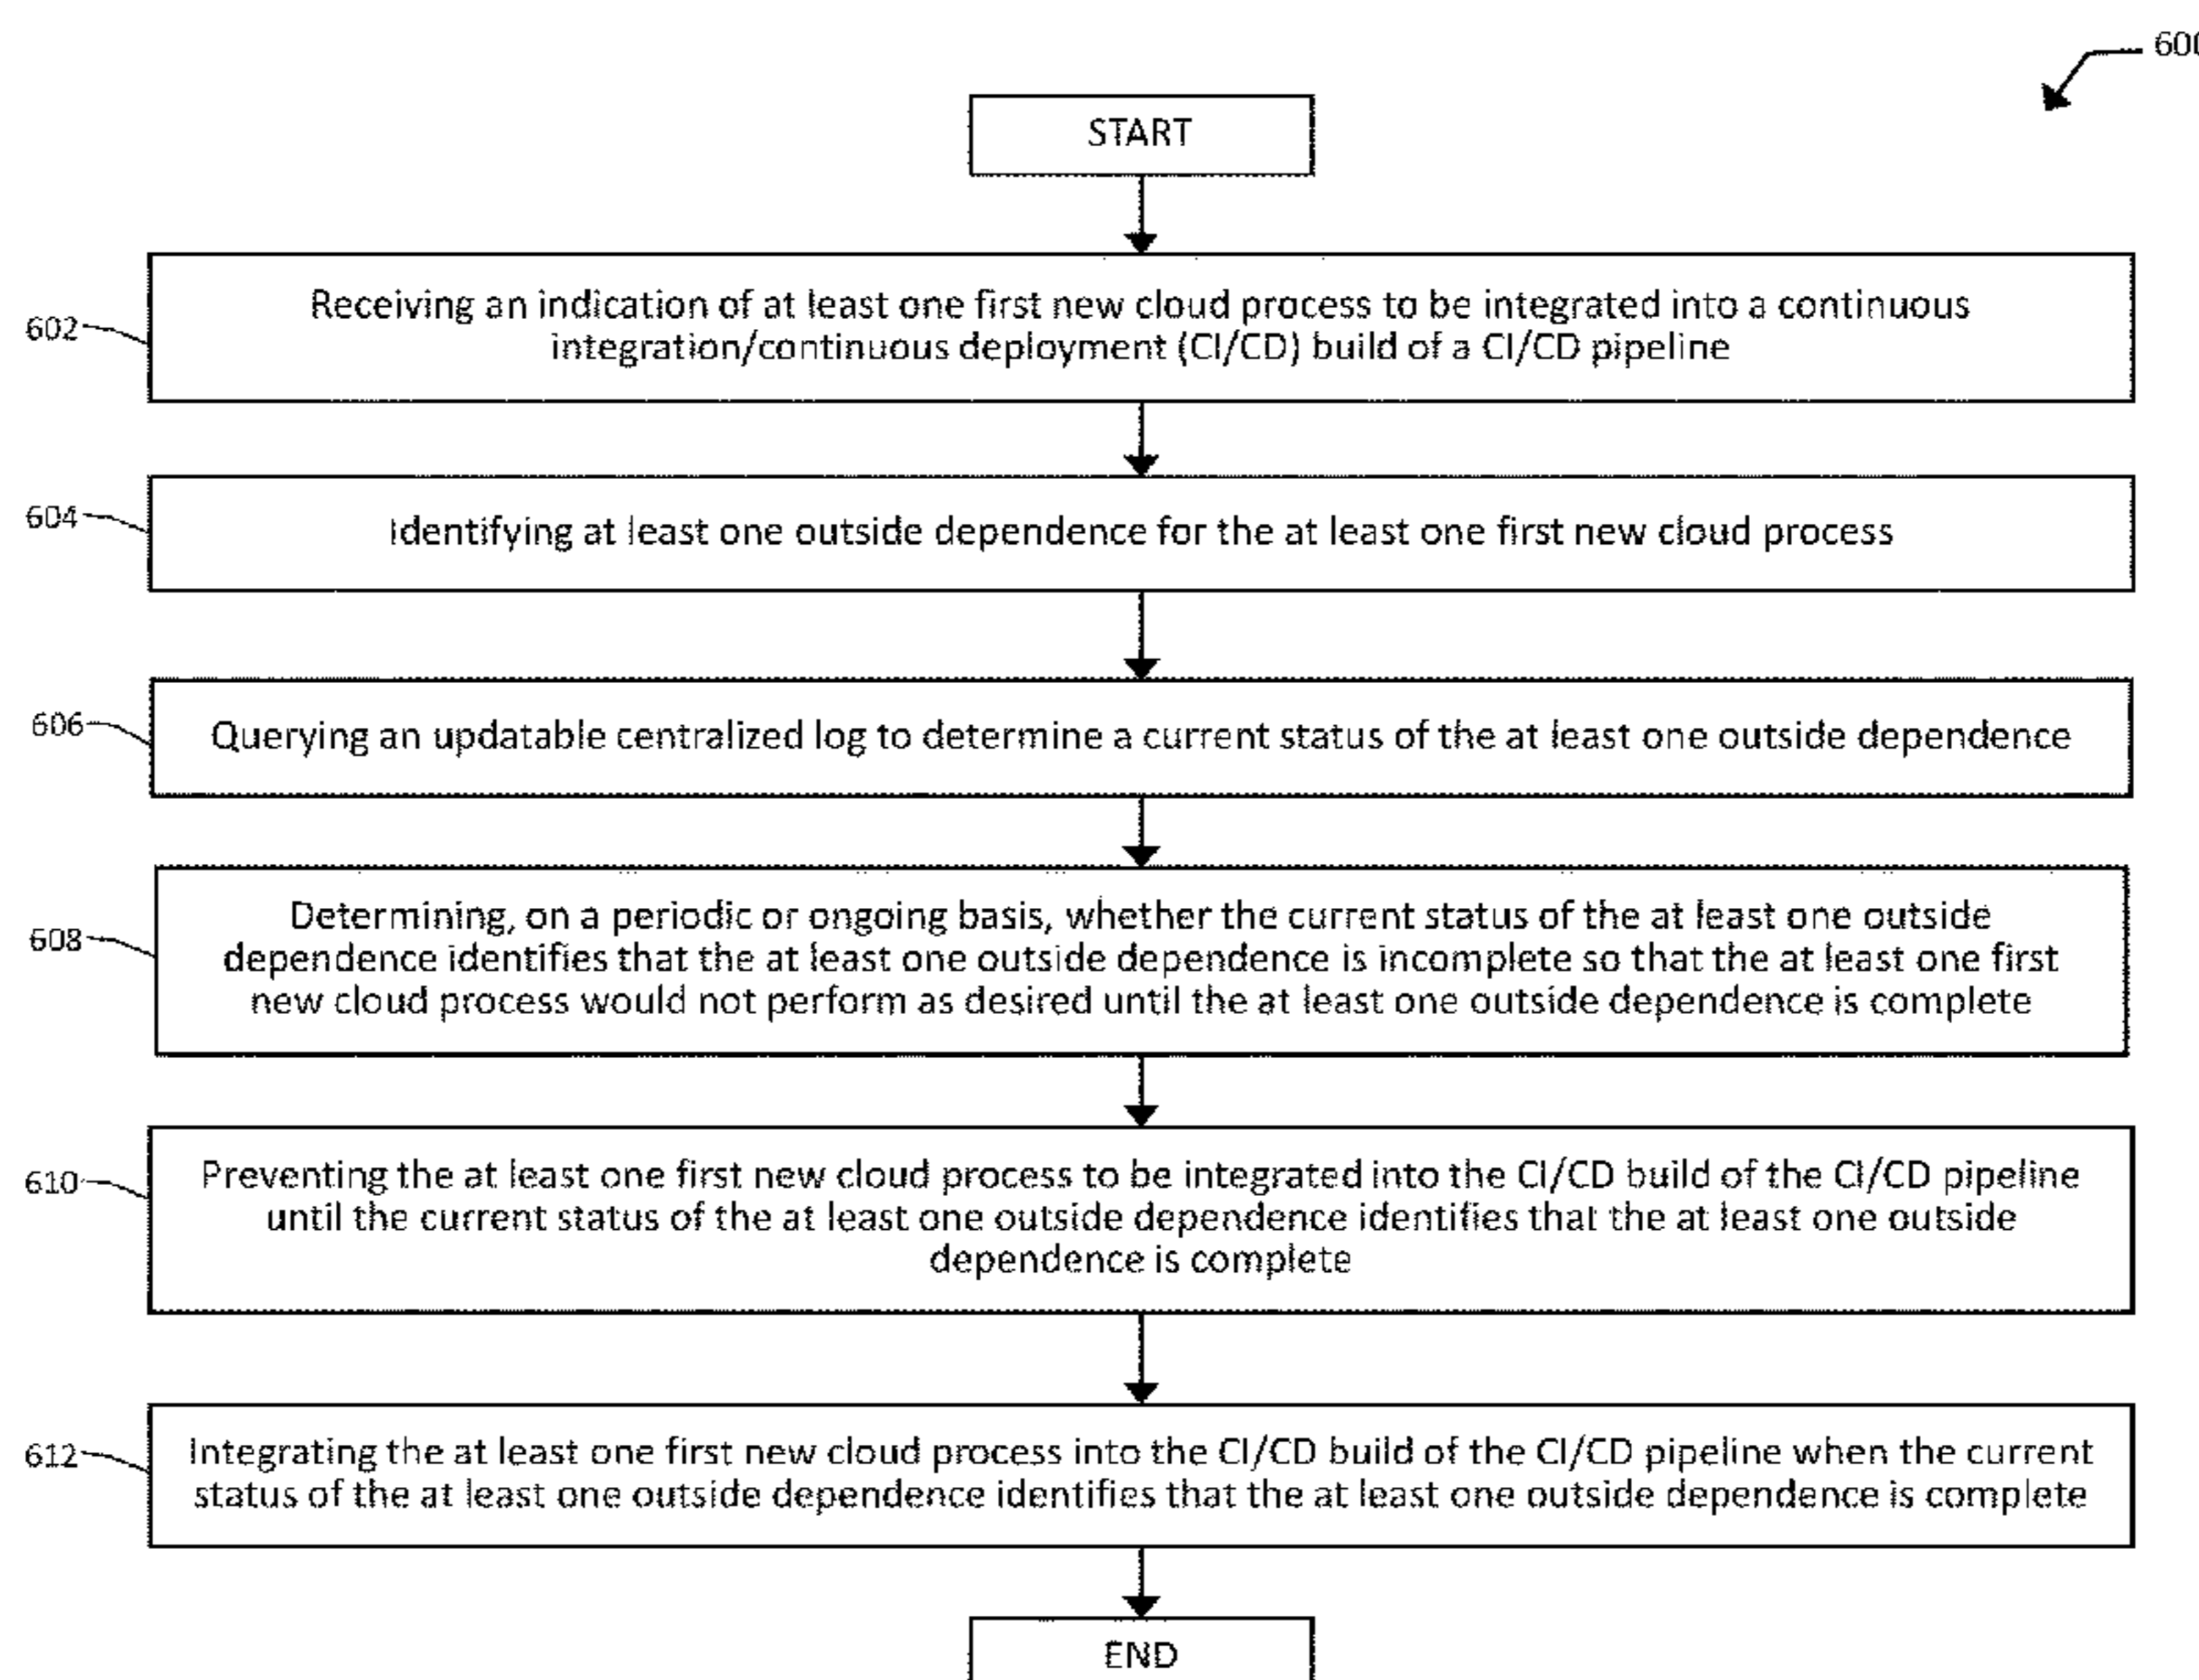 600
START
602
Receiving an indication of at least one first new cloud process to be integrated into a continuous
integration/continuous deployment (CI/CD) build of a CI/CD pipeline
604
Identifying at least one outside dependence for the at least one first new cloud process
606
Querying an updatable centralized log to determine a current status of the at least one outside dependence
608
Determining, on a periodic or ongoing basis, whether the current status of the at least one outside
dependence identifies that the at least one outside dependence is incomplete so that the at least one first
new cloud process would not perform as desired until the at least one outside dependence is complete
610
Preventing the at least one first new cloud process to be integrated into the CI/CD build of the CI/CD pipeline
until the current status of the at least one outside dependence identifies that the at least one outside
dependence is complete
612
Integrating the at least one first new cloud process into the CI/CD build of the CI/CD pipeline when the current
status of the at least one outside dependence identifies that the at least one outside dependence is complete
END